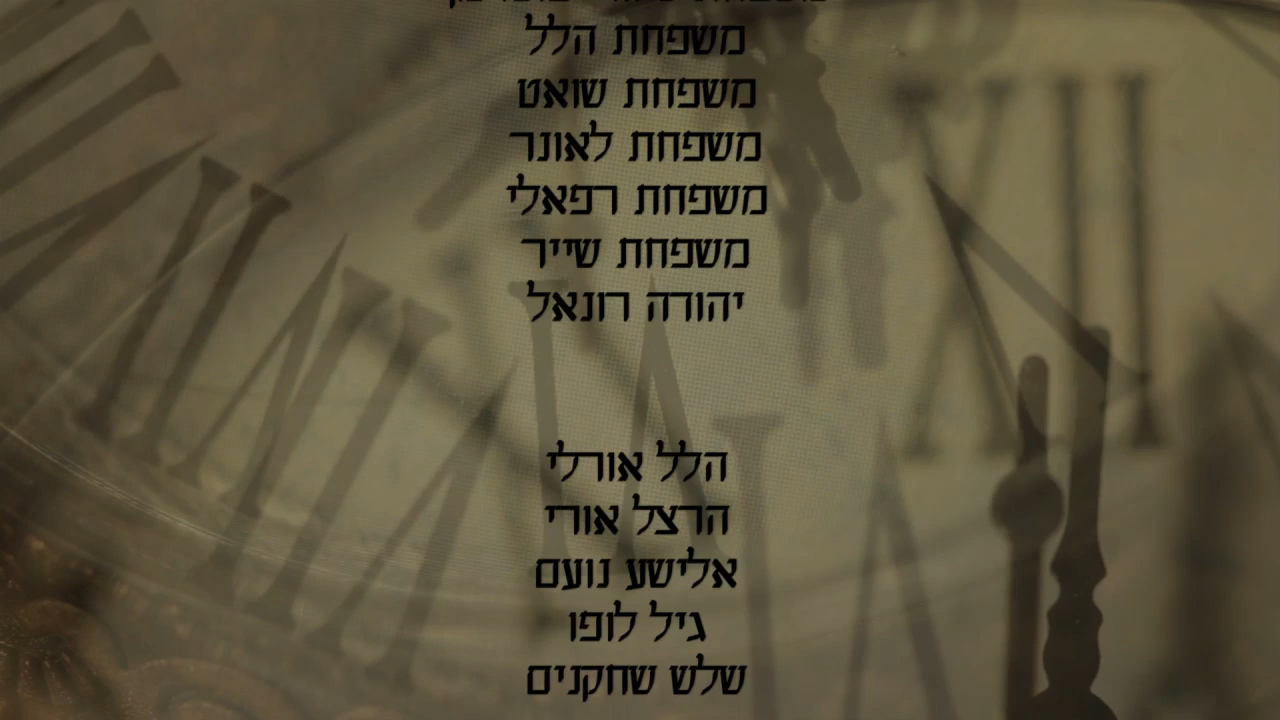 משפחת הלל
משפחת שואט
משפחת לאונר
משפחת רפאלי
משפחת שייר
יהודה רונאל
הלל אורלי
הרצל אורי
אלישע נועם
גיל לופו
שלש שחקנים
XII